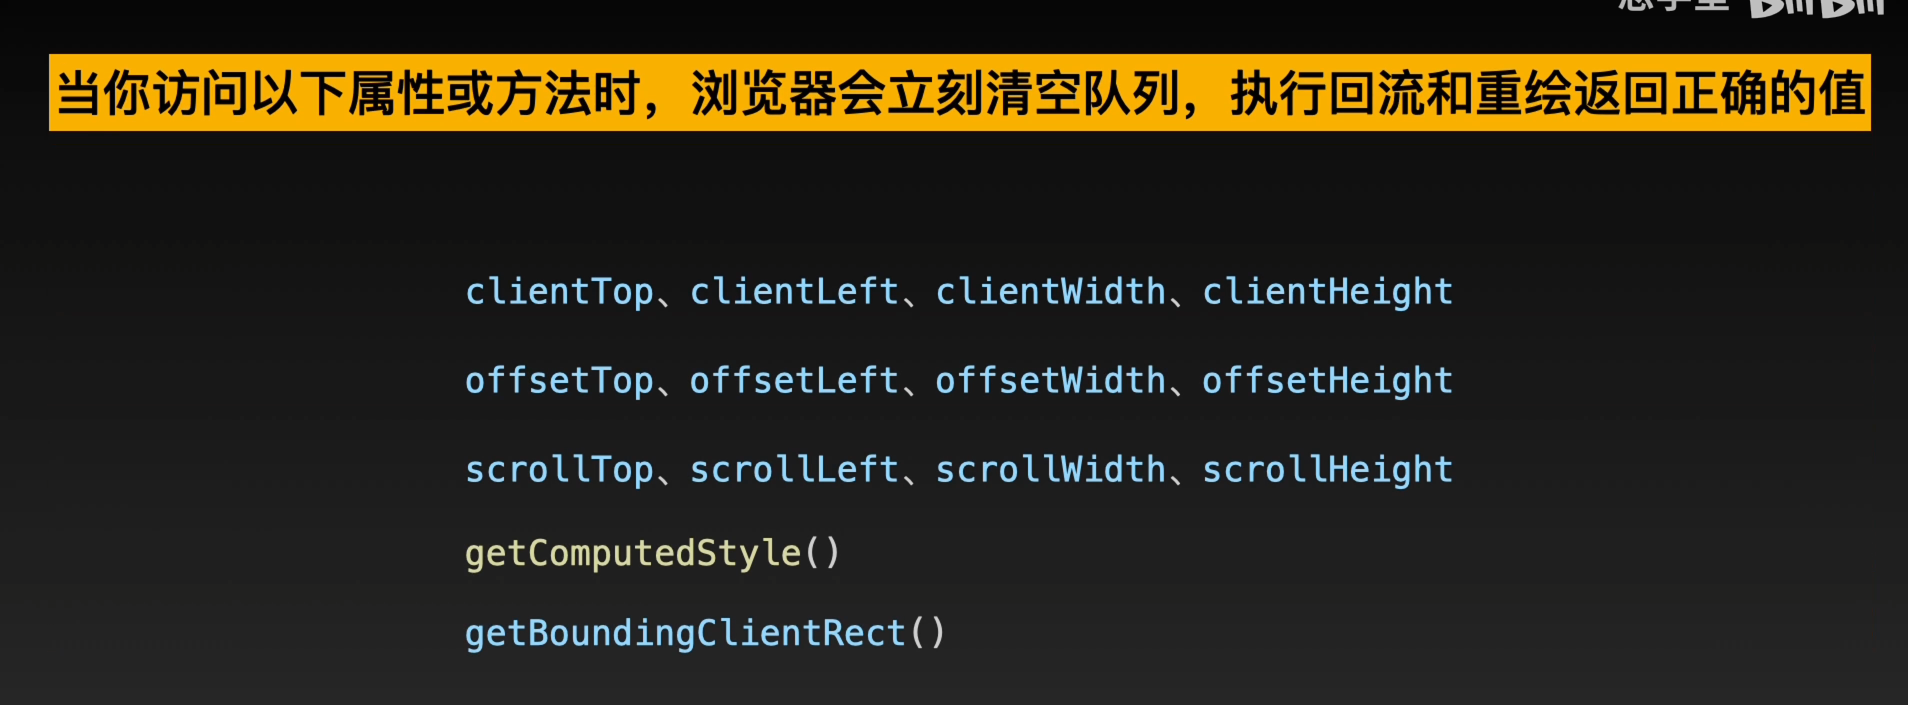 当你访问以下属性或方法时，浏览器会立刻清空队列，执行回流和重绘返回正确的值
clientTop、clientLeft、clientWidth、clientHeight
offsetTop、offsetLeft、offsetWidth、offsetHeight
scrollTop、scrollLeft、scrollWidth、scrollHeight
getComputedStyle()
getBoundingClientRect()